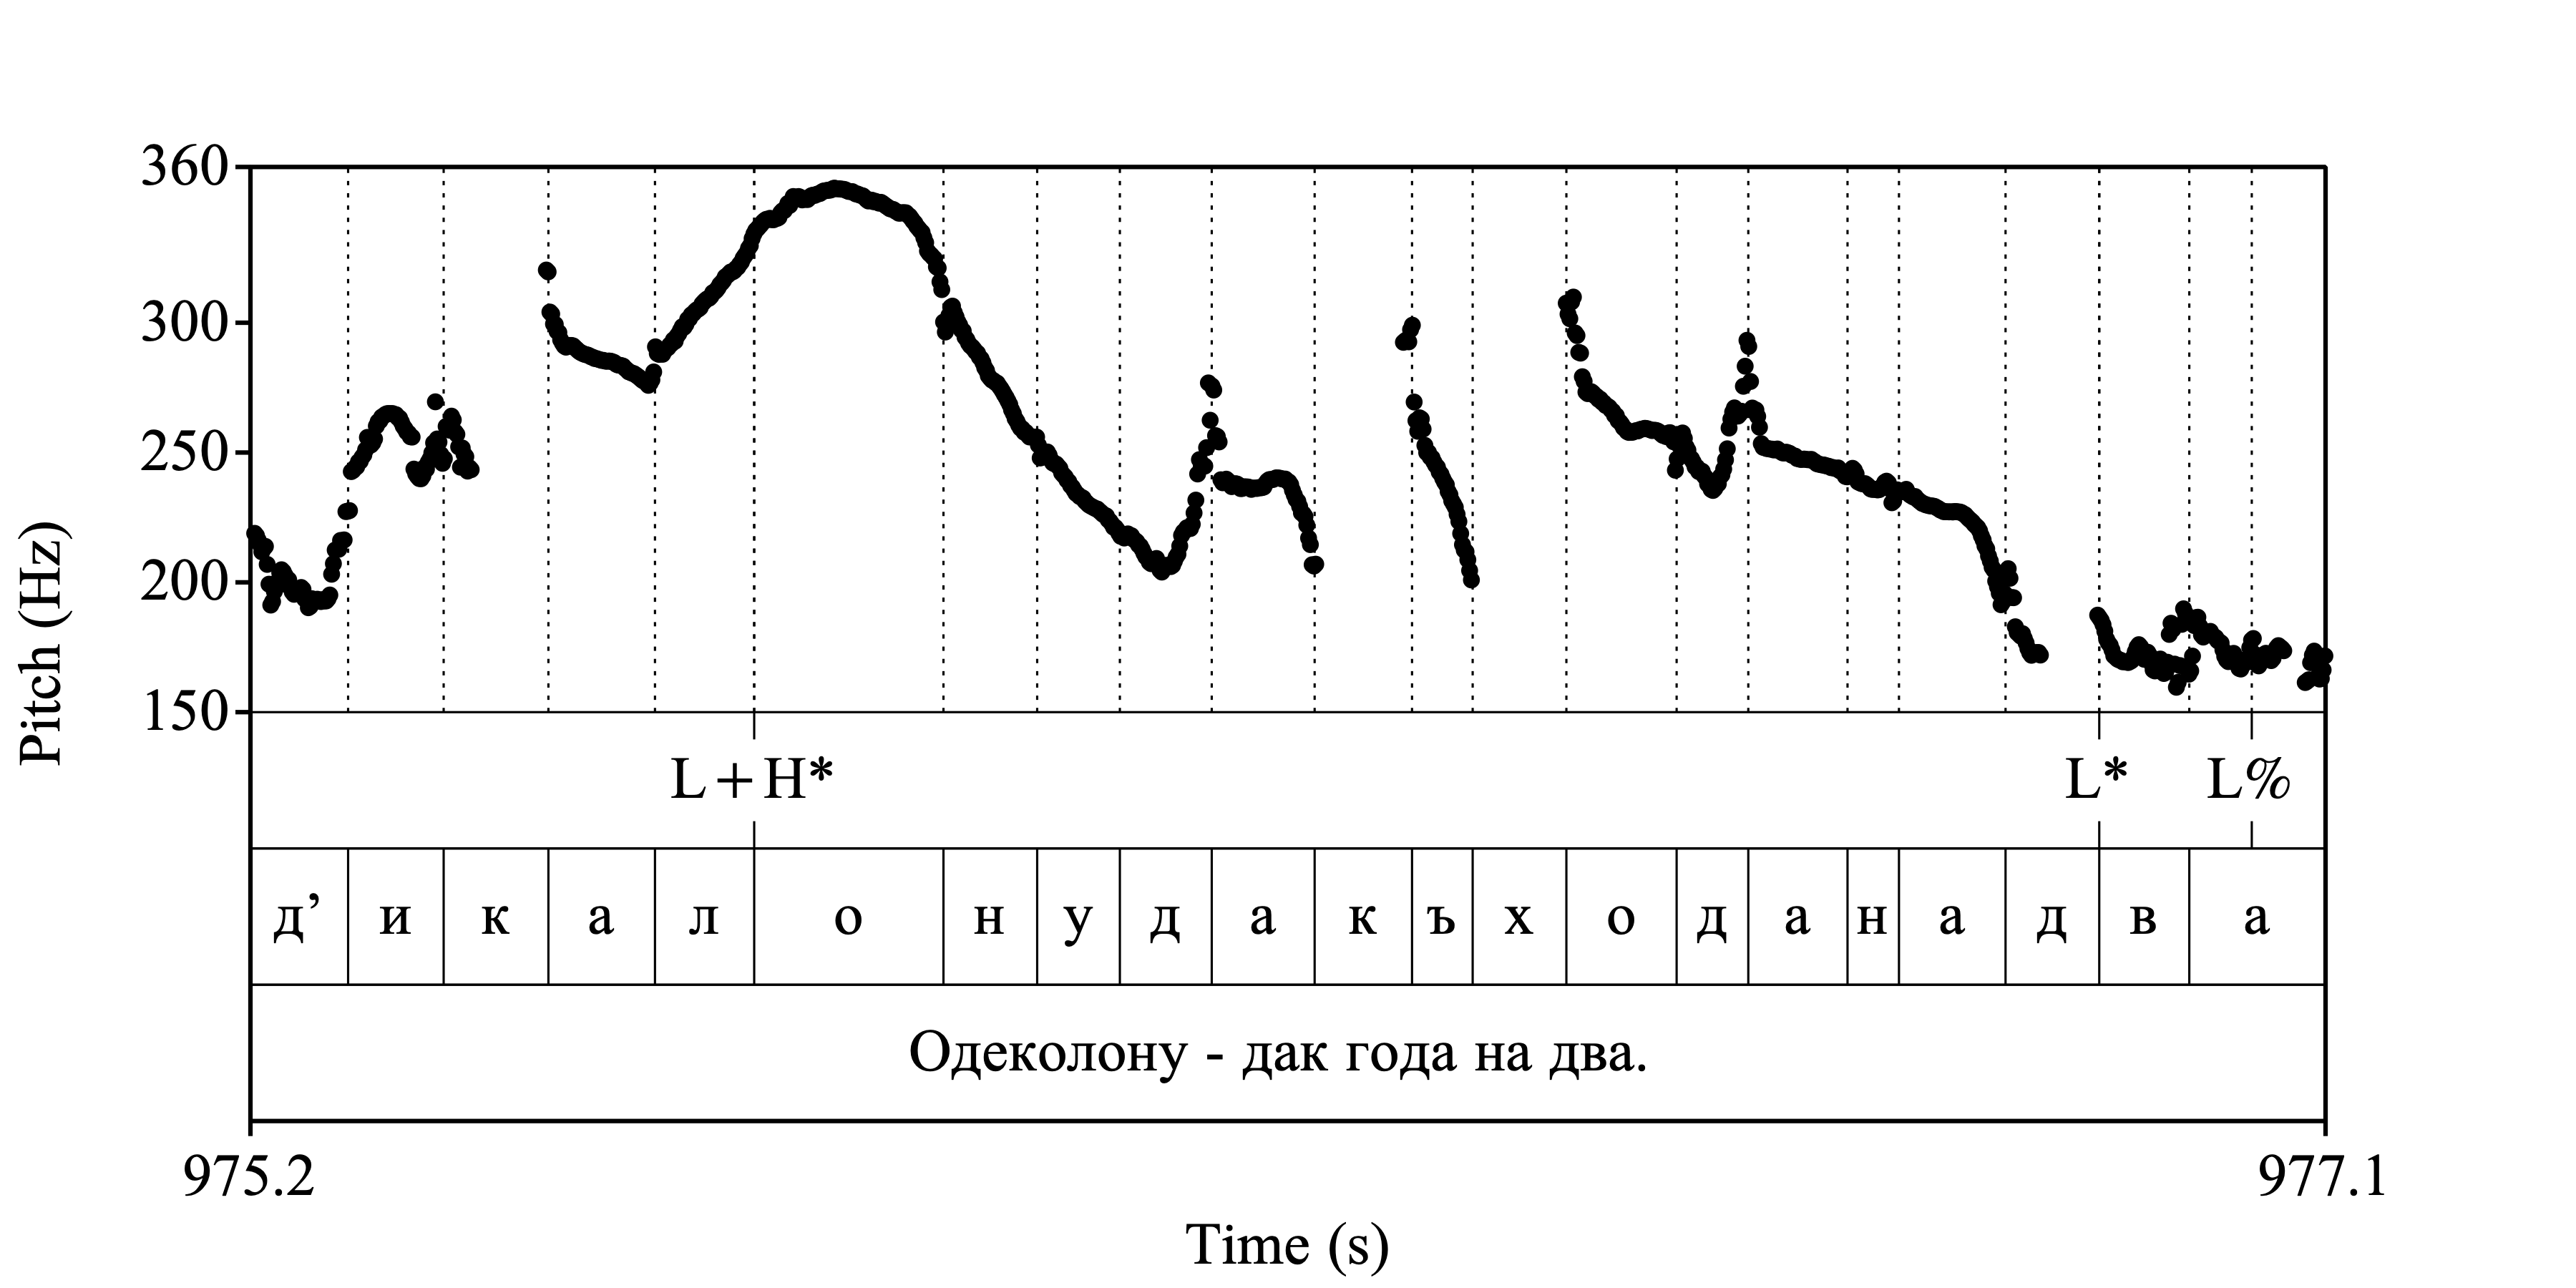 360
300
250
200
150
Pitch (Hz)
L+H* L* L%
д’ и к а л о н у д а к ъ х о д а н а д в а
Одеколону - дак года на два.
975.2 977.1
Time (s)